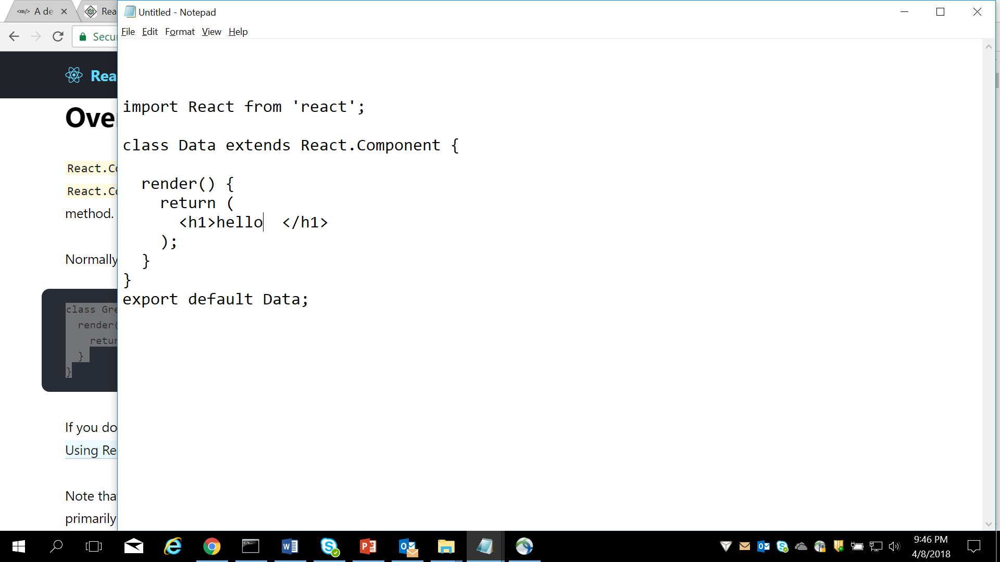 <m/> A de
Rea
Untitled - Notepad
File Edit Format View Help
Secu
Rea
import React from 'react';
class Data extends React.Component {
  render() {
    return (
      <h1>hello  </h1>
    );
  }
}
export default Data;
Ove
React.Co
React.Co
method.
Normally
class Gre
  render(
    retur
  }
}
If you do
Using Re
Note tha
primarily
9:46 PM
4/8/2018